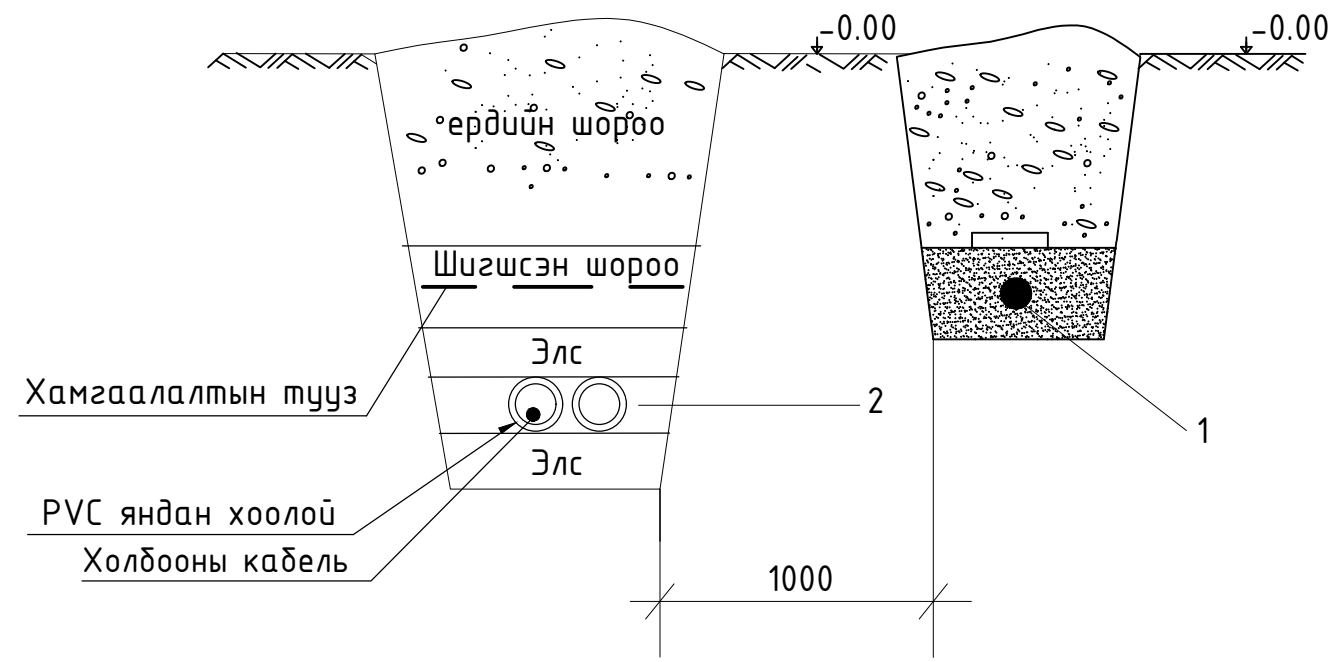 -0.00
-0.00
ердийн шороо
Шигшсэн шороо
Элс
Хамгаалалтын тууз
2
1
Элс
PVC яндан хоолой
Холбооны кабель
1000